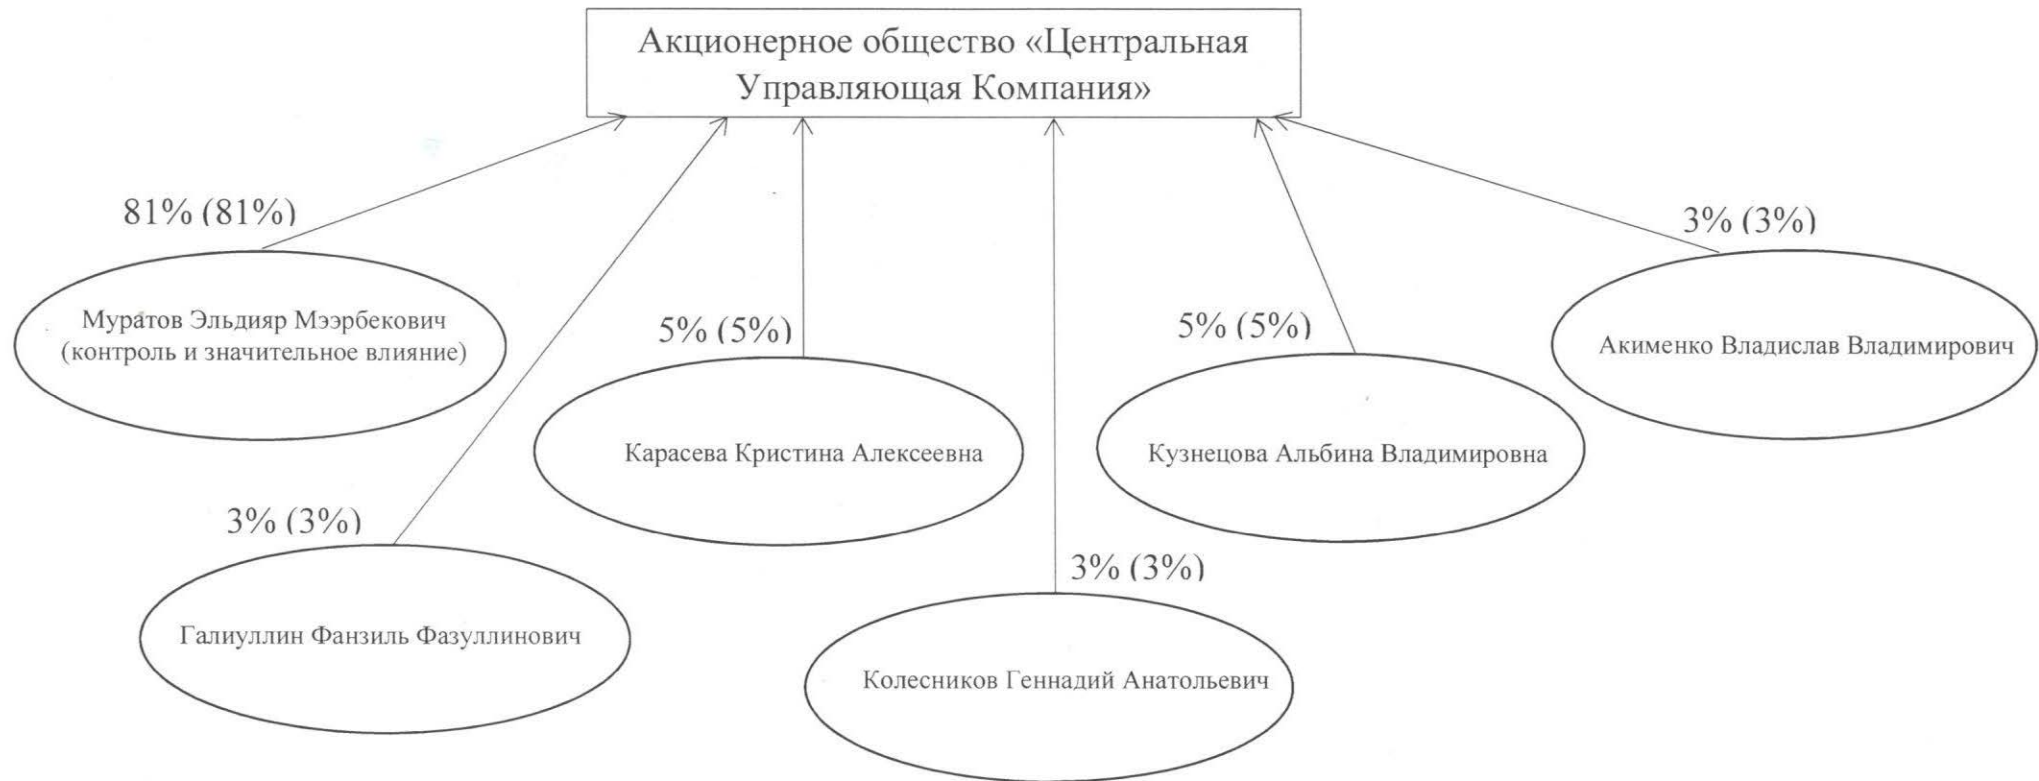 Акционерное общество «Центральная
Управляющая Компания»
81% (81%)
3% (3%)
Муратов Эльдияр Мээрбекович
(контроль и значительное влияние)
5% (5%)
5% (5%)
Акименко Владислав Владимирович
Карасева Кристина Алексеевна
Кузнецова Альбина Владимировна
3% (3%)
3% (3%)
Галиуллин Фанзиль Фазуллинович
Колесников Геннадий Анатольевич